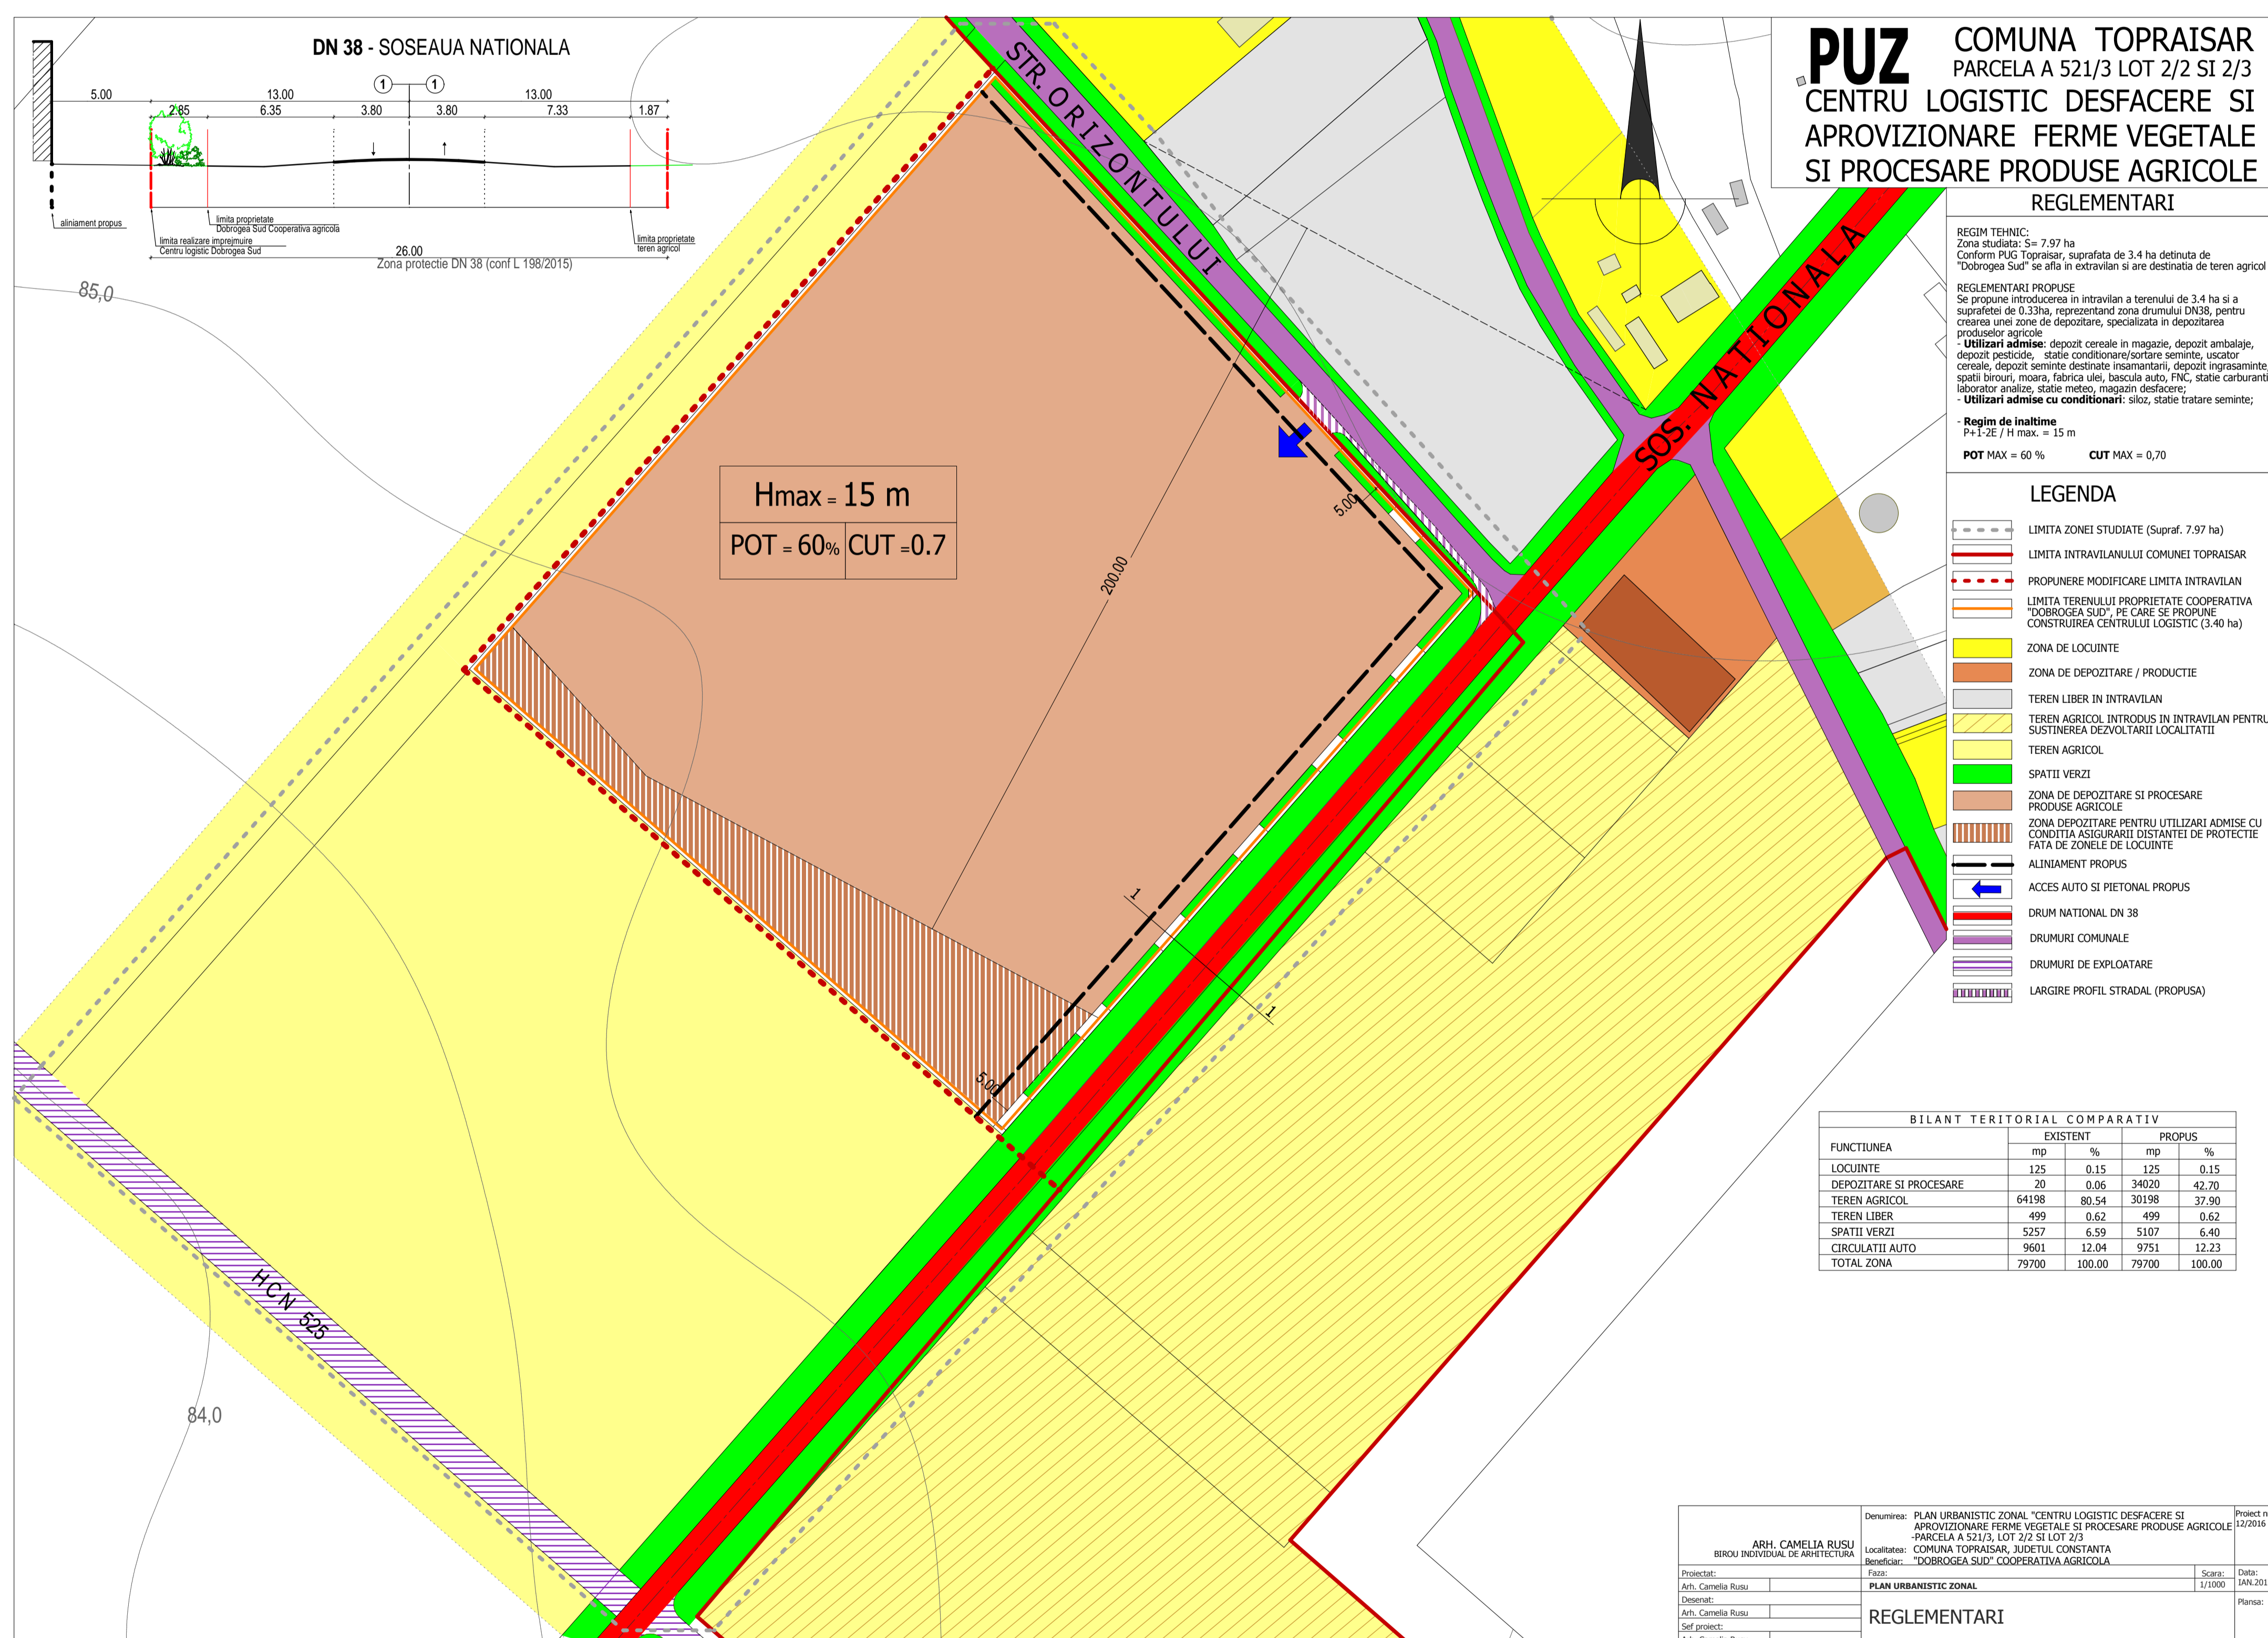 DN 38 - SOSEAUA NATIONALA
1 1
5.00 13.00 13.00
2.85 6.35 3.80 3.80 7.33 1.87
aliniament propus
limita proprietate
Dobrogea Sud Cooperativa agricola
limita realizare imprejmuire
Centru logistic Dobrogea Sud
limita proprietate
teren agricol
26.00
Zona protectie DN 38 (conf L 198/2015)
85,0
STR. ORIZONTULUI
SOS. NATIONALA
Hmax = 15 m
POT = 60% CUT =0.7
5.00
200.00
1
1
5.00
HCN 525
84,0
PUZ
COMUNA TOPRAISAR
PARCELA A 521/3 LOT 2/2 SI 2/3
CENTRU LOGISTIC DESFACERE SI
APROVIZIONARE FERME VEGETALE
SI PROCESARE PRODUSE AGRICOLE
REGLEMENTARI
REGIM TEHNIC:
Zona studiata: S= 7.97 ha
Conform PUG Topraisar, suprafata de 3.4 ha detinuta de
"Dobrogea Sud" se afla in extravilan si are destinatia de teren agricol
REGLEMENTARI PROPUSE
Se propune introducerea in intravilan a terenului de 3.4 ha si a
suprafetei de 0.33ha, reprezentand zona drumului DN38, pentru
crearea unei zone de depozitare, specializata in depozitarea
produselor agricole
- Utilizari admise: depozit cereale in magazie, depozit ambalaje,
depozit pesticide, statie conditionare/sortare seminte, uscator
cereale, depozit seminte destinate insamantarii, depozit ingrasaminte,
spatii birouri, moara, fabrica ulei, bascula auto, FNC, statie carburanti
laborator analize, statie meteo, magazin desfacere;
- Utilizari admise cu conditionari: siloz, statie tratare seminte;
- Regim de inaltime
P+1-2E / H max. = 15 m
POT MAX = 60 % CUT MAX = 0,70
LEGENDA
LIMITA ZONEI STUDIATE (Supraf. 7.97 ha)
LIMITA INTRAVILANULUI COMUNEI TOPRAISAR
PROPUNERE MODIFICARE LIMITA INTRAVILAN
LIMITA TERENULUI PROPRIETATE COOPERATIVA
"DOBROGEA SUD", PE CARE SE PROPUNE
CONSTRUIREA CENTRULUI LOGISTIC (3.40 ha)
ZONA DE LOCUINTE
ZONA DE DEPOZITARE / PRODUCTIE
TEREN LIBER IN INTRAVILAN
TEREN AGRICOL INTRODUS IN INTRAVILAN PENTRU
SUSTINEREA DEZVOLTARII LOCALITATII
TEREN AGRICOL
SPATII VERZI
ZONA DE DEPOZITARE SI PROCESARE
PRODUSE AGRICOLE
ZONA DEPOZITARE PENTRU UTILIZARI ADMISE CU
CONDITIA ASIGURARII DISTANTEI DE PROTECTIE
FATA DE ZONELE DE LOCUINTE
ALINIAMENT PROPUS
ACCES AUTO SI PIETONAL PROPUS
DRUM NATIONAL DN 38
DRUMURI COMUNALE
DRUMURI DE EXPLOATARE
LARGIRE PROFIL STRADAL (PROPUSA)
BILANT TERITORIAL COMPARATIV
FUNCTIUNEA EXISTENT PROPUS
mp % mp %
LOCUINTE 125 0.15 125 0.15
DEPOZITARE SI PROCESARE 20 0.06 34020 42.70
TEREN AGRICOL 64198 80.54 30198 37.90
TEREN LIBER 499 0.62 499 0.62
SPATII VERZI 5257 6.59 5107 6.40
CIRCULATII AUTO 9601 12.04 9751 12.23
TOTAL ZONA 79700 100.00 79700 100.00
ARH. CAMELIA RUSU
BIROU INDIVIDUAL DE ARHITECTURA
Denumirea: PLAN URBANISTIC ZONAL "CENTRU LOGISTIC DESFACERE SI
APROVIZIONARE FERME VEGETALE SI PROCESARE PRODUSE AGRICOLE
-PARCELA A 521/3, LOT 2/2 SI LOT 2/3
Localitatea: COMUNA TOPRAISAR, JUDETUL CONSTANTA
Beneficiar: "DOBROGEA SUD" COOPERATIVA AGRICOLA
Proiect n
12/2016
Proiectat:
Arh. Camelia Rusu
Desenat:
Arh. Camelia Rusu
Sef proiect:
Faza:
PLAN URBANISTIC ZONAL
Scara:
1/1000
Data:
IAN.201
REGLEMENTARI
Plansa: